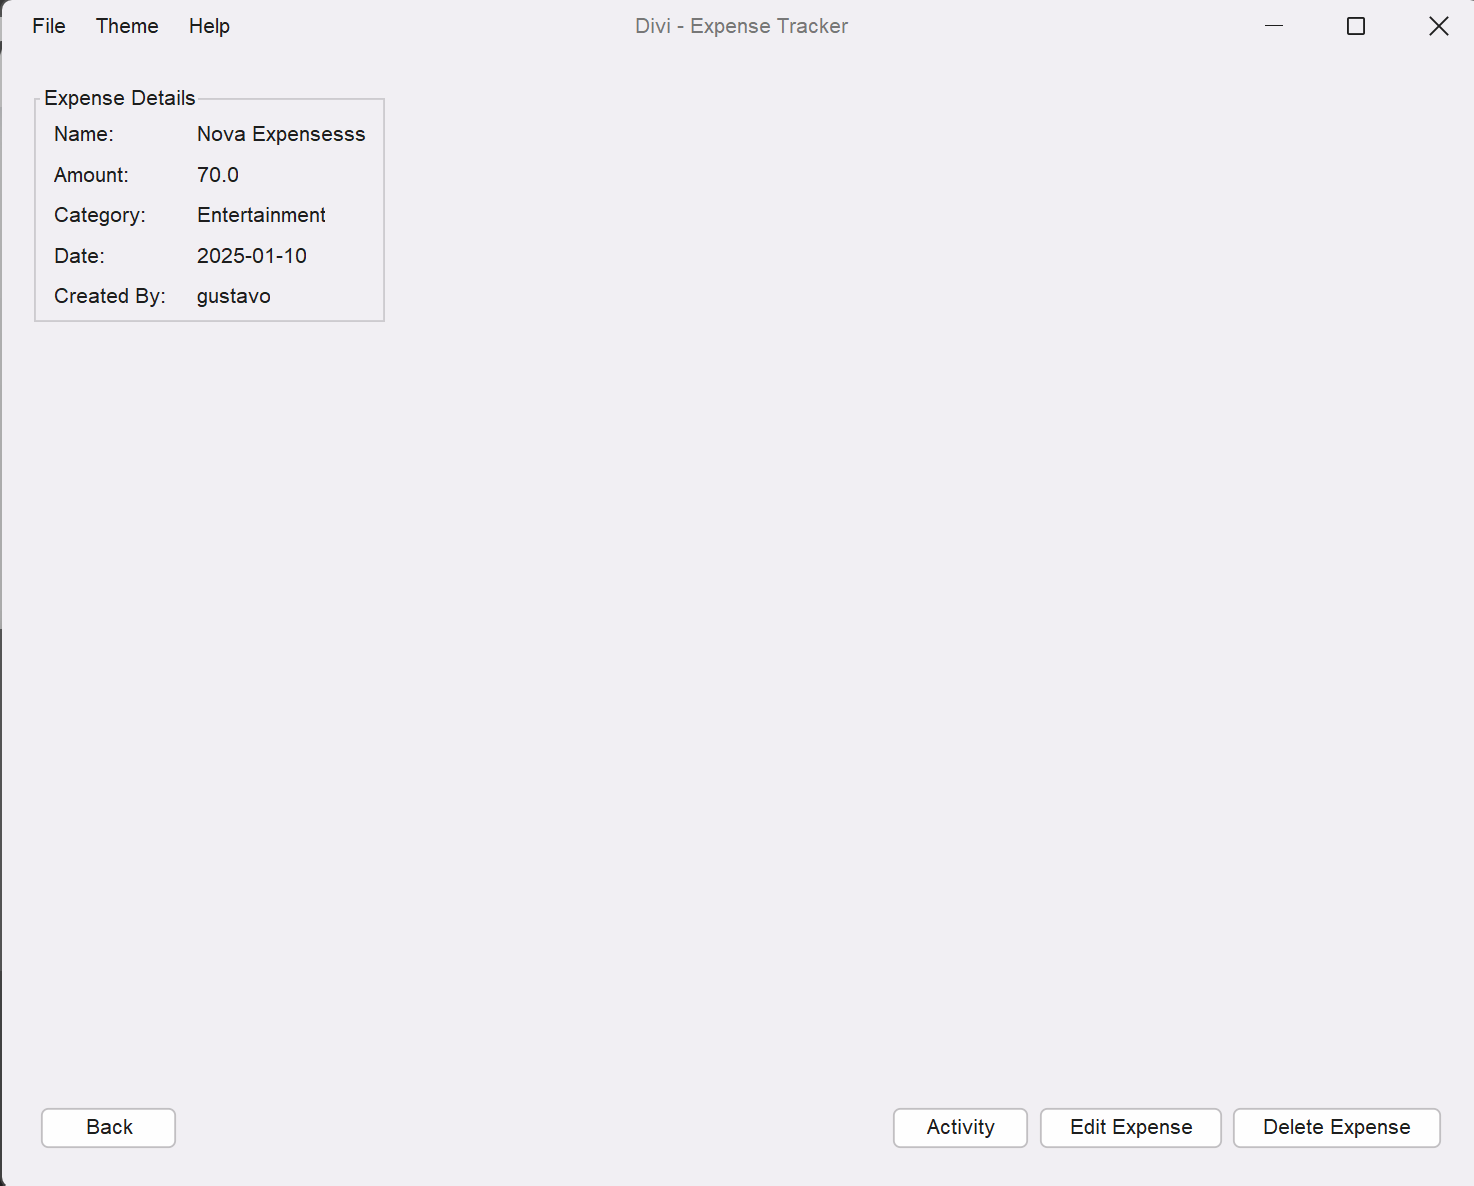 File Theme Help Divi - Expense Tracker
Expense Details
Name: Nova Expensesss
Amount: 70.0
Category: Entertainment
Date: 2025-01-10
Created By: gustavo
Back Activity Edit Expense Delete Expense